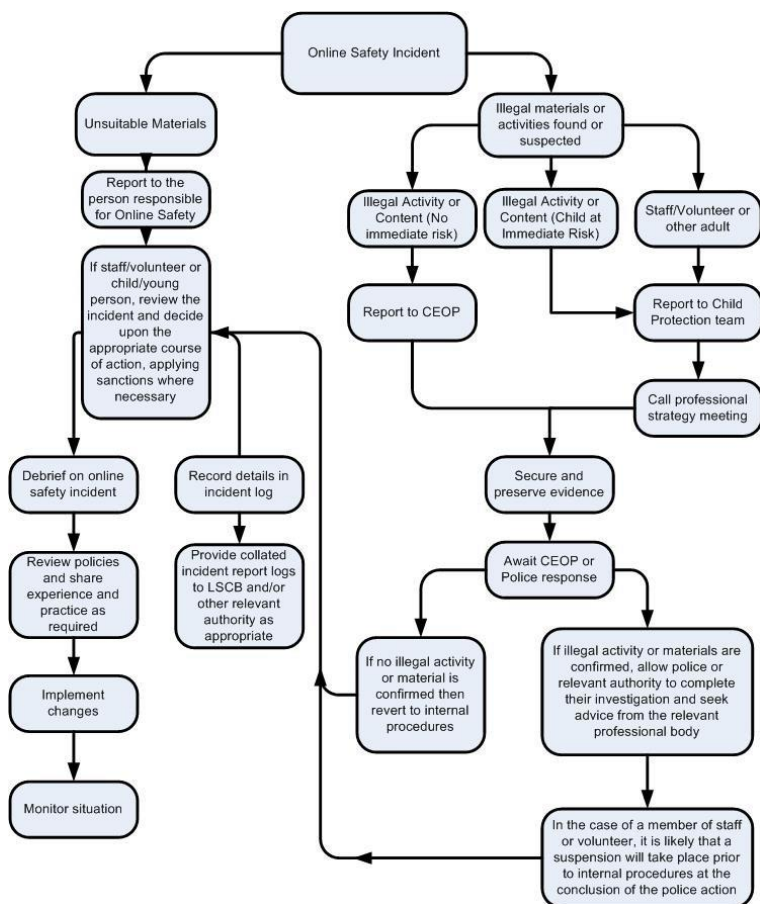 Online Safety Incident
Unsuitable Materials
Illegal materials or
activities found or
suspected
Report to the
person responsible
for Online Safety
Illegal Activity or
Content (No
immediate risk)
Illegal Activity or
Content (Child at
Immediate Risk)
Staff/Volunteer or
other adult
If staff/volunteer or
child/young
person, review the
incident and decide
upon the
appropriate course
of action, applying
sanctions where
necessary
Report to CEOP
Report to Child
Protection team
Call professional
strategy meeting
Debrief on online
safety incident
Record details in
incident log
Secure and
preserve evidence
Review policies
and share
experience and
practice as
required
Provide collated
incident report logs
to LSCB and/or
other relevant
authority as
appropriate
Await CEOP or
Police response
If no illegal activity
or material is
confirmed then
revert to internal
procedures
If illegal activity or materials are
confirmed, allow police or
relevant authority to complete
their investigation and seek
advice from the relevant
professional body
Implement
changes
Monitor situation
In the case of a member of staff
or volunteer, it is likely that a
suspension will take place prior
to internal procedures at the
conclusion of the police action